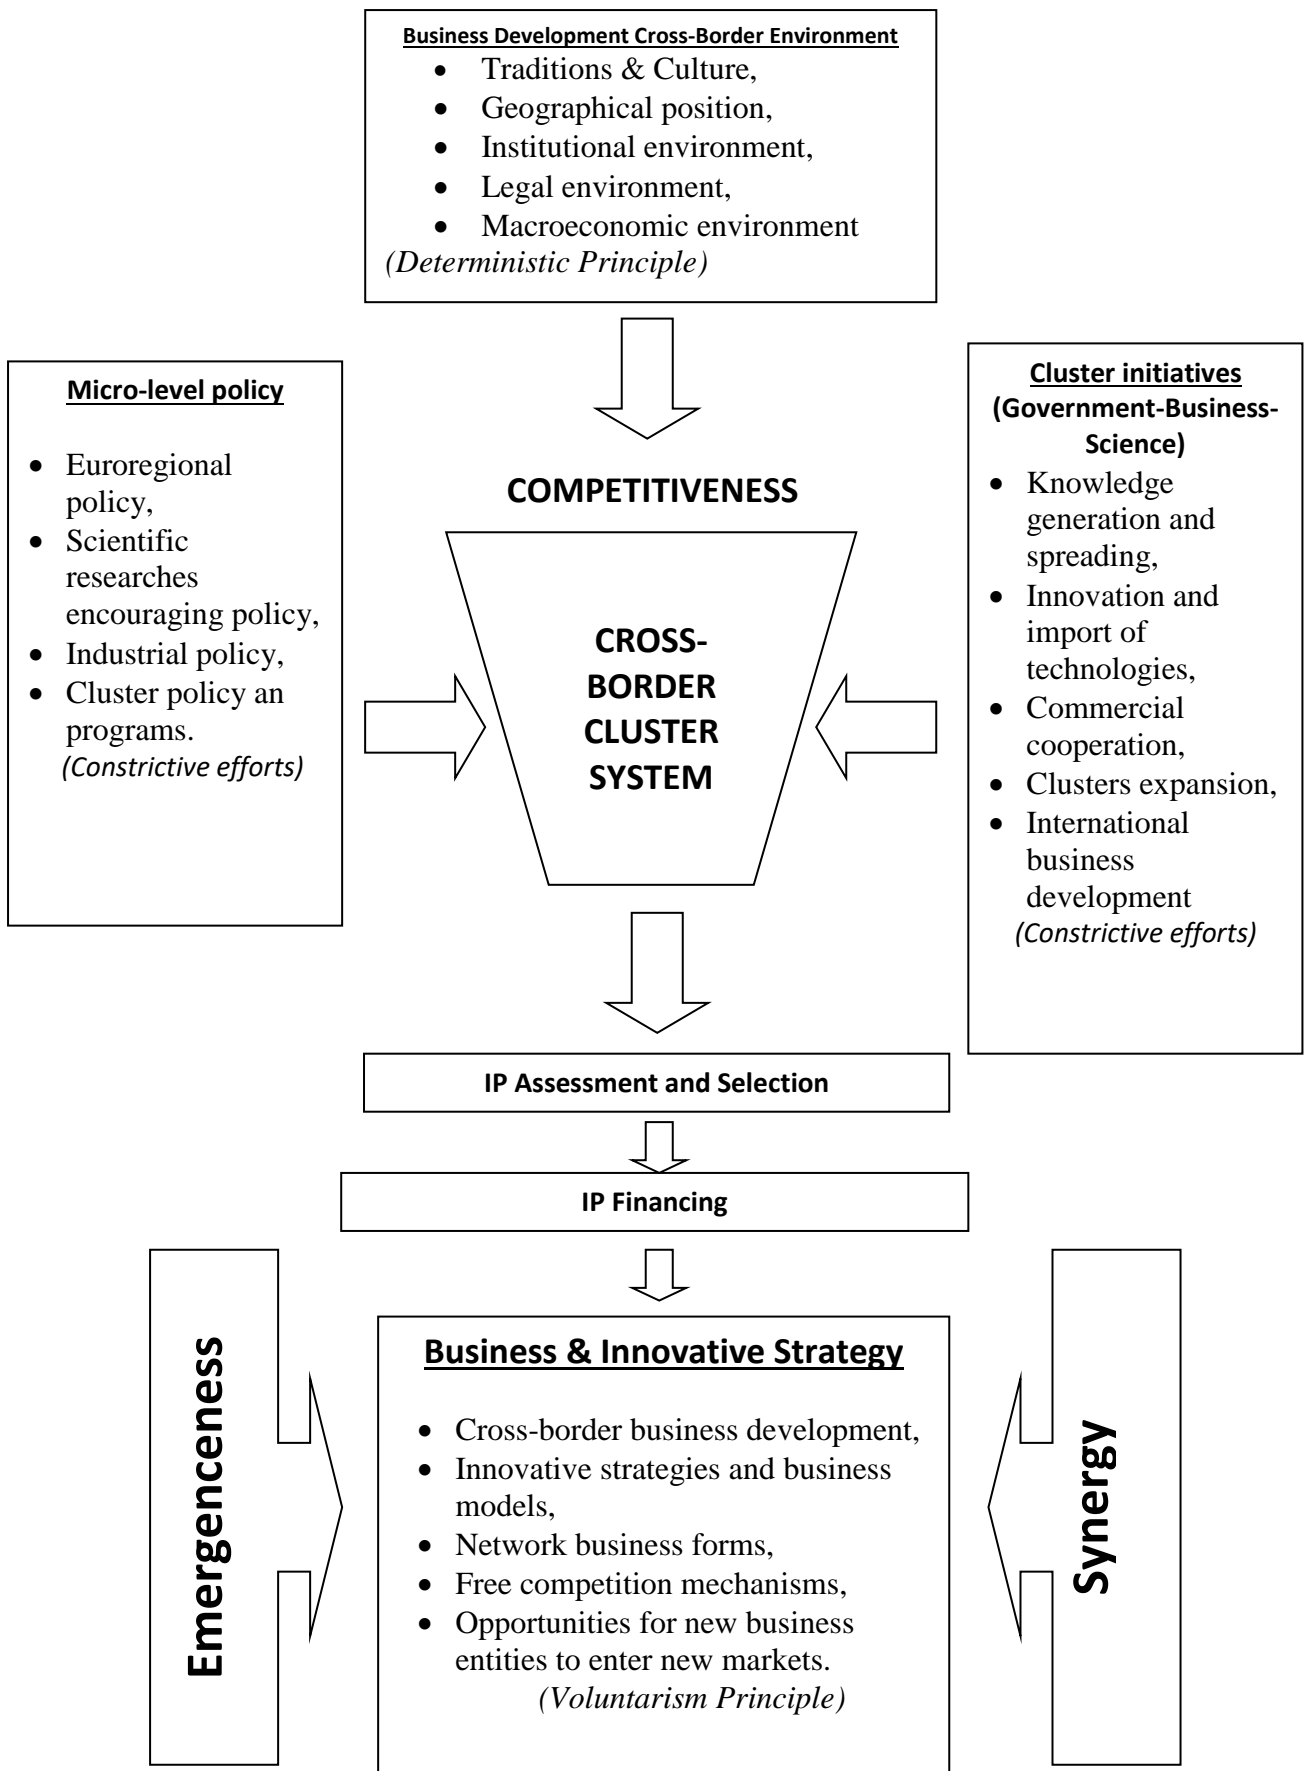 Business Development Cross-Border Environment
• Traditions & Culture,
• Geographical position,
• Institutional environment,
• Legal environment,
• Macroeconomic environment
(Deterministic Principle)
Micro-level policy
• Euroregional
policy,
• Scientific
researches
encouraging policy,
• Industrial policy,
• Cluster policy an
programs.
(Constrictive efforts)
COMPETITIVENESS
CROSS-
BORDER
CLUSTER
SYSTEM
Cluster initiatives
(Government-Business-
Science)
• Knowledge
generation and
spreading,
• Innovation and
import of
technologies,
• Commercial
cooperation,
• Clusters expansion,
• International
business
development
(Constrictive efforts)
IP Assessment and Selection
IP Financing
Emergenceness
Business & Innovative Strategy
• Cross-border business development,
• Innovative strategies and business
models,
• Network business forms,
• Free competition mechanisms,
• Opportunities for new business
entities to enter new markets.
(Voluntarism Principle)
Synergy